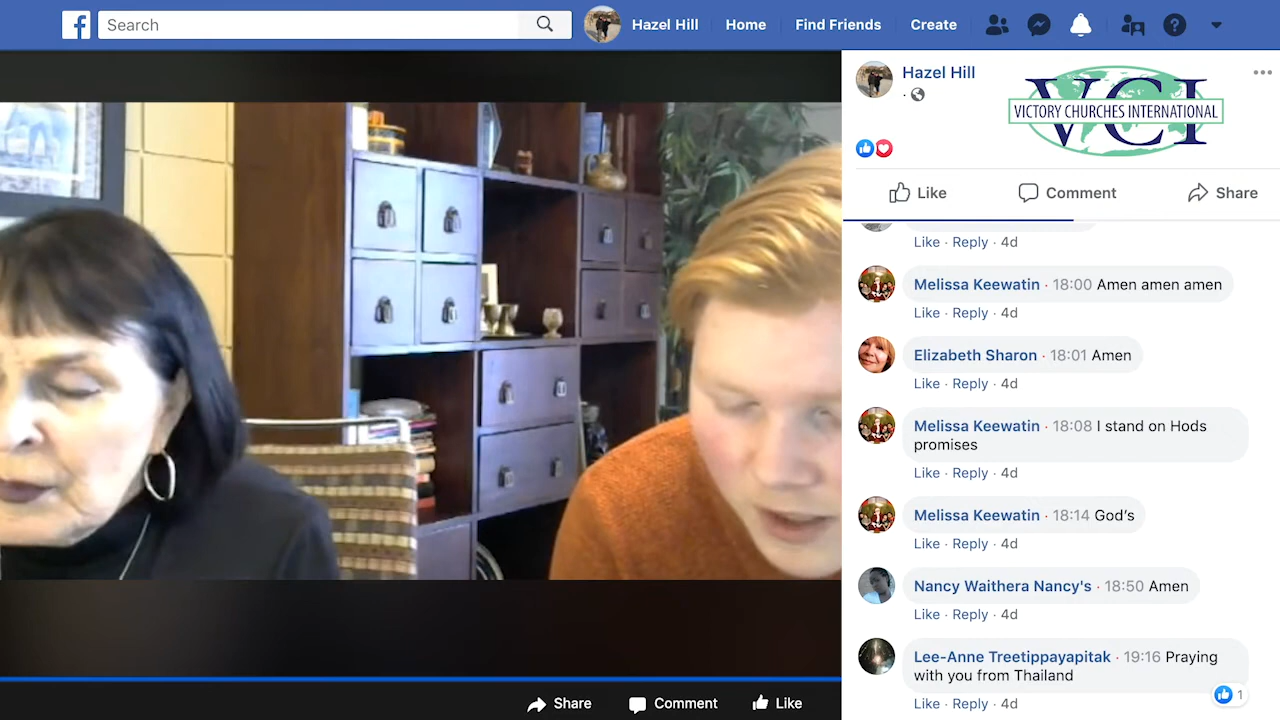 Search
Hazel Hill
Home
Find Friends
Create
Hazel Hill
VCI
VICTORY CHURCHES INTERNATIONAL
Like
Comment
Share
Like · Reply · 4d
Melissa Keewatin · 18:00 Amen amen amen
Like · Reply · 4d
Elizabeth Sharon · 18:01 Amen
Like · Reply · 4d
Melissa Keewatin · 18:08 I stand on Hods
promises
Like · Reply · 4d
Melissa Keewatin · 18:14 God's
Like · Reply · 4d
Nancy Waithera Nancy's · 18:50 Amen
Like · Reply · 4d
Lee-Anne Treetippayapitak · 19:16 Praying
with you from Thailand
1
Like · Reply · 4d
Share
Comment
Like